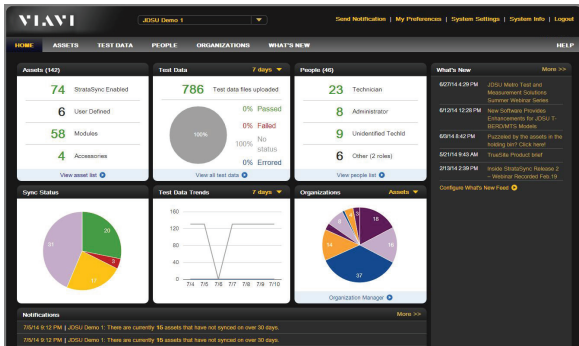 VIAVI
JDSU Demo 1
Send Notification | My Preferences | System Settings | System Info | Logout
HOME ASSETS TEST DATA PEOPLE ORGANIZATIONS WHAT'S NEW HELP
Assets (142)
74 StrataSync Enabled
6 User Defined
58 Modules
4 Accessories
View asset list
Test Data 7 days
786 Test data files uploaded
100%
0% Passed
0% Failed
100% No status
0% Errored
View all test data
People (46)
23 Technician
8 Administrator
9 Unidentified TechId
6 Other (2 roles)
View people list
What's New More >>
6/27/14 4:29 PM JDSU Metro Test and
Measurement Solutions
Summer Webinar Series
6/12/14 12:28 PM New Software Provides
Enhancements for JDSU T-
BERD/MTS Models
6/3/14 8:42 PM Puzzeled by the assets in the
holding bin? Click here!
5/21/14 9:43 AM TrueSite Product brief
2/13/14 2:39 PM Inside StrataSync Release 2
– Webinar Recorded Feb 19
Configure What's New Feed
Sync Status
20
3
17
31
Test Data Trends 7 days
160
120
80
40
0
7/4 7/5 7/6 7/7 7/8 7/9 7/10
Organizations Assets
18
16
37
14
3
Organization Manager
Notifications More >>
7/5/14 9:12 PM | JDSU Demo 1: There are currently 15 assets that have not synced on over 30 days.
7/5/14 9:12 PM | JDSU Demo 1: There are currently 15 assets that have not synced on over 30 days.